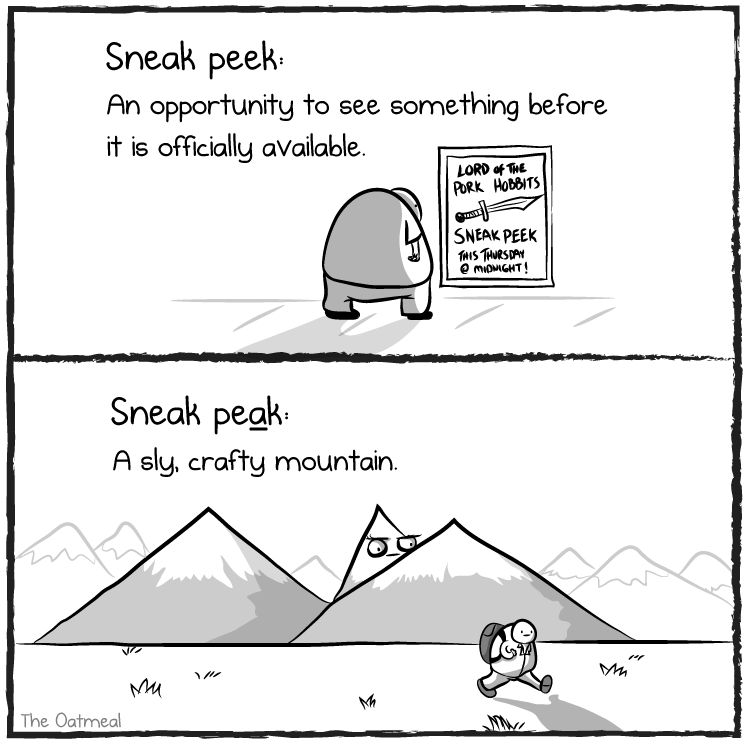 Sneak peek:
An opportunity to see something before
it is officially available.
LORD OF THE
PORK HOBBITS
SNEAK PEEK
THIS THURSDAY
@ MIDNIGHT!
Sneak peak:
A sly, crafty mountain.
The Oatmeal